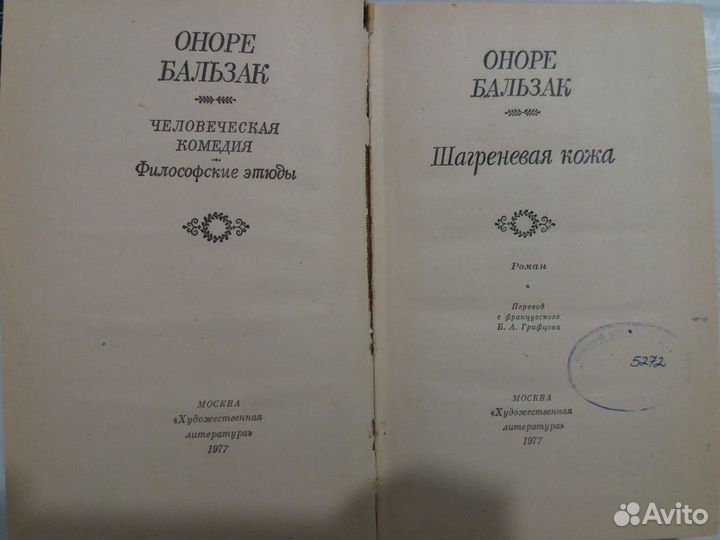 ОНОРЕ
БАЛЬЗАК
ЧЕЛОВЕЧЕСКАЯ
КОМЕДИЯ
Философские этюды
МОСКВА
«Художественная
литература»
1977
ОНОРЕ
БАЛЬЗАК
Шагреневая кожа
Роман
Перевод
с французского
Б. А. Грифцова
5272
МОСКВА
«Художественная
литература»
1977
Avito